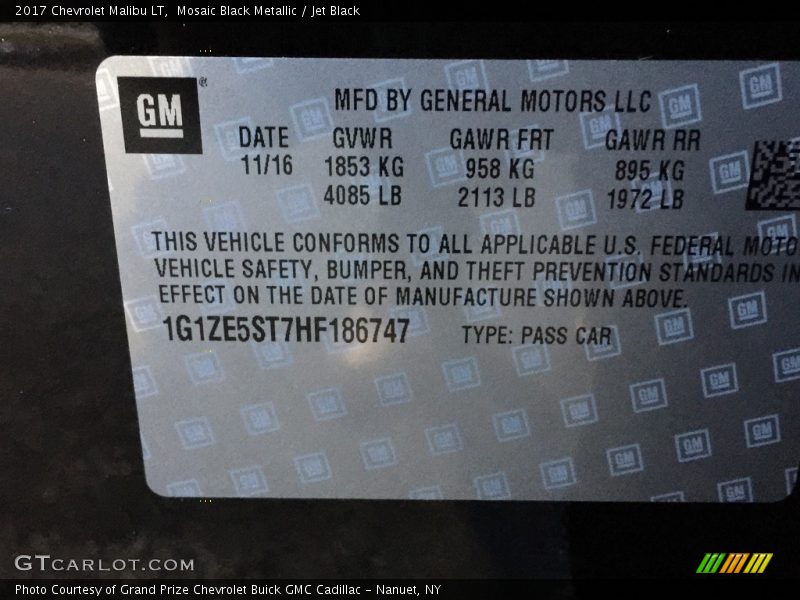 2017 Chevrolet Malibu LT, Mosaic Black Metallic / Jet Black
GM®
MFD BY GENERAL MOTORS LLC
DATE GVWR GAWR FRT GAWR RR
11/16 1853 KG 958 KG 895 KG
4085 LB 2113 LB 1972 LB
THIS VEHICLE CONFORMS TO ALL APPLICABLE U.S. FEDERAL MOTO
VEHICLE SAFETY, BUMPER, AND THEFT PREVENTION STANDARDS IN
EFFECT ON THE DATE OF MANUFACTURE SHOWN ABOVE.
1G1ZE5ST7HF186747 TYPE: PASS CAR
GTCARLOT.COM
Photo Courtesy of Grand Prize Chevrolet Buick GMC Cadillac - Nanuet, NY